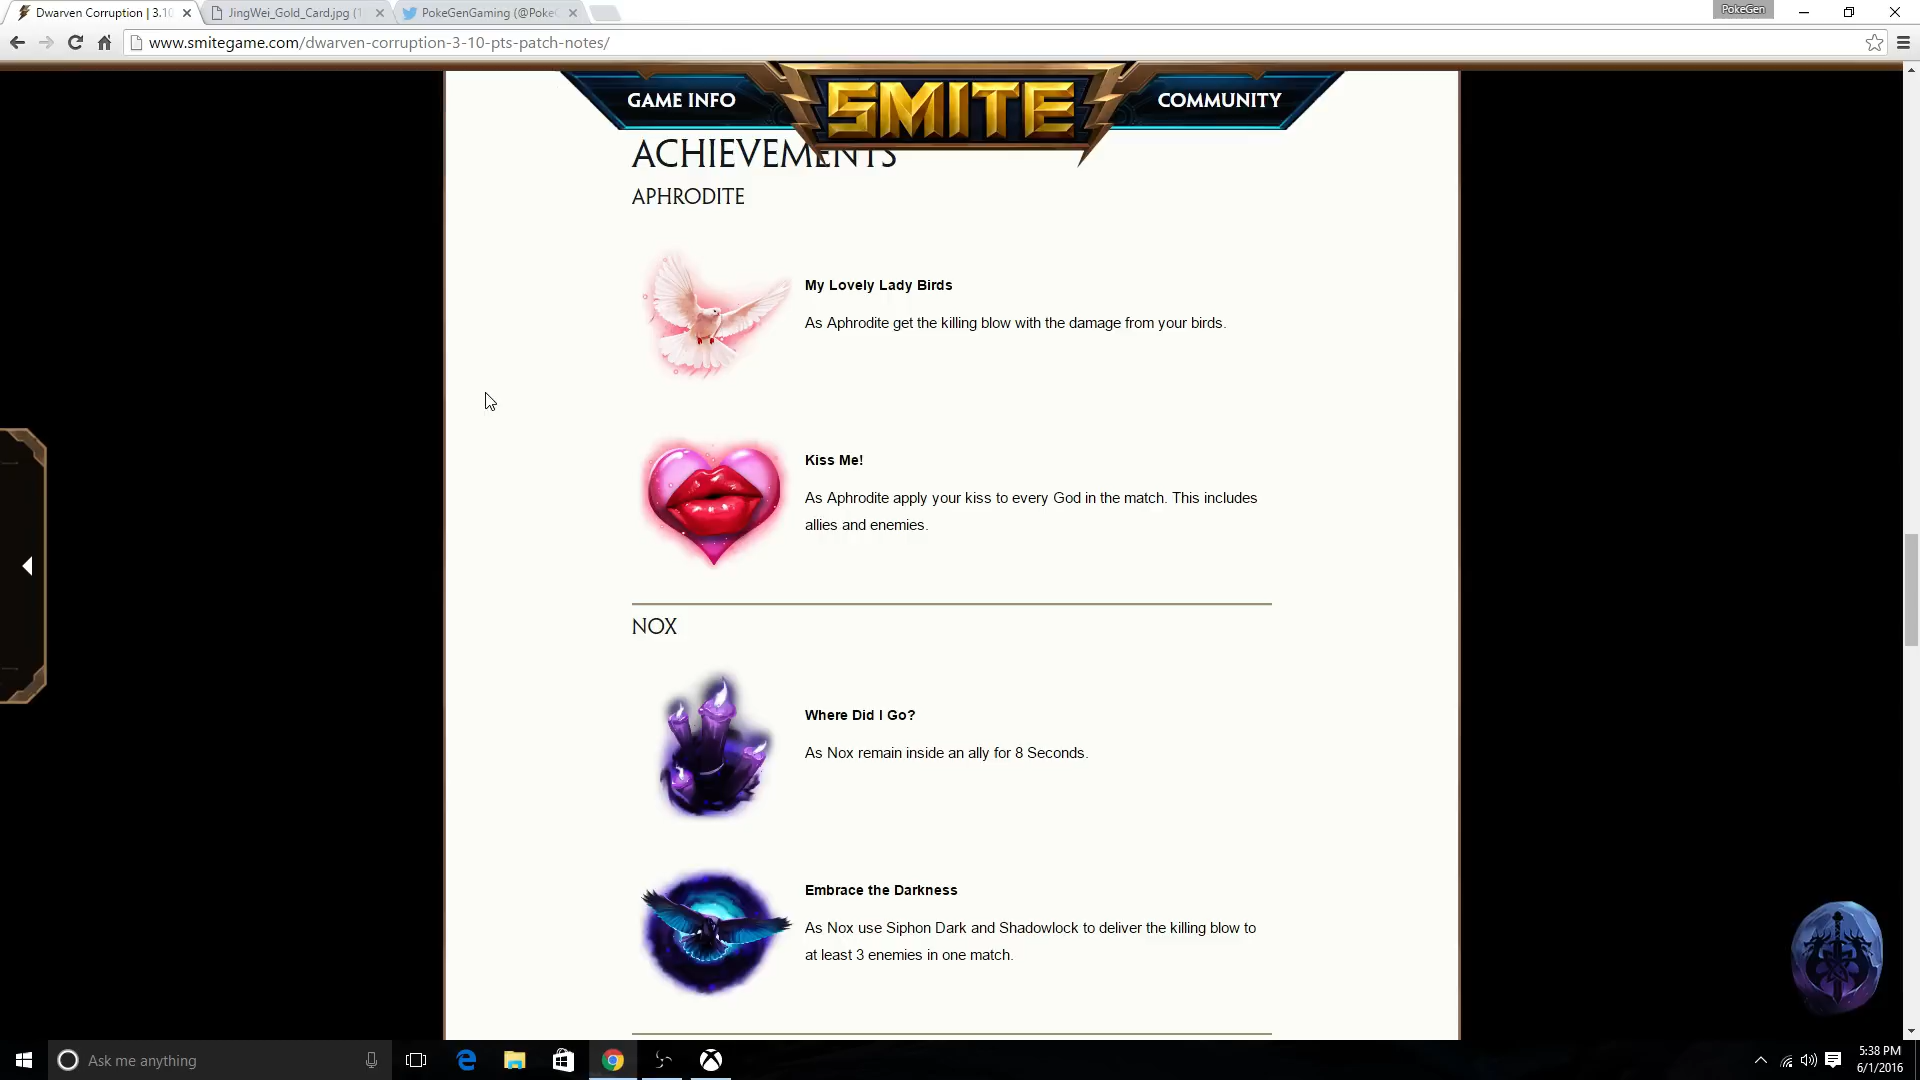 Dwarven Corruption | 3.10
JingWei_Gold_Card.jpg (1
PokeGenGaming (@Poke
PokeGen
www.smitegame.com/dwarven-corruption-3-10-pts-patch-notes/
GAME INFO
SMITE
COMMUNITY
ACHIEVEMENTS
APHRODITE
My Lovely Lady Birds
As Aphrodite get the killing blow with the damage from your birds.
Kiss Me!
As Aphrodite apply your kiss to every God in the match. This includes
allies and enemies.
NOX
Where Did I Go?
As Nox remain inside an ally for 8 Seconds.
Embrace the Darkness
As Nox use Siphon Dark and Shadowlock to deliver the killing blow to
at least 3 enemies in one match.
Ask me anything
5:38 PM
6/1/2016